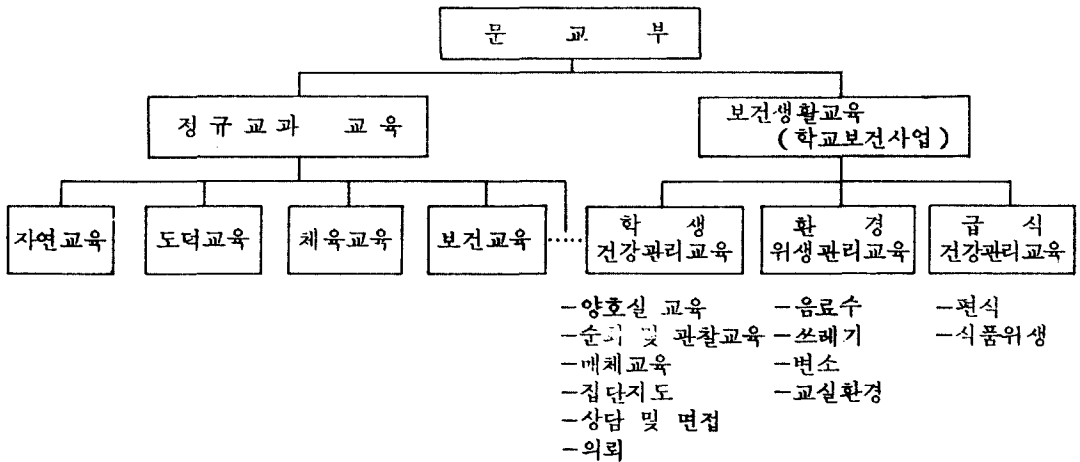 문 교 부
정규교과 교육
보건생활교육
(학교보건사업)
자연교육
도덕교육
체육교육
보건교육
학 생
건강관리교육
환 경
위생관리교육
급 식
건강관리교육
-양호실 교육
-순회 및 관찰교육
-매체교육
-집단지도
-상담 및 면접
-의뢰
-음료수
-쓰레기
-변소
-교실환경
-편식
-식품위생